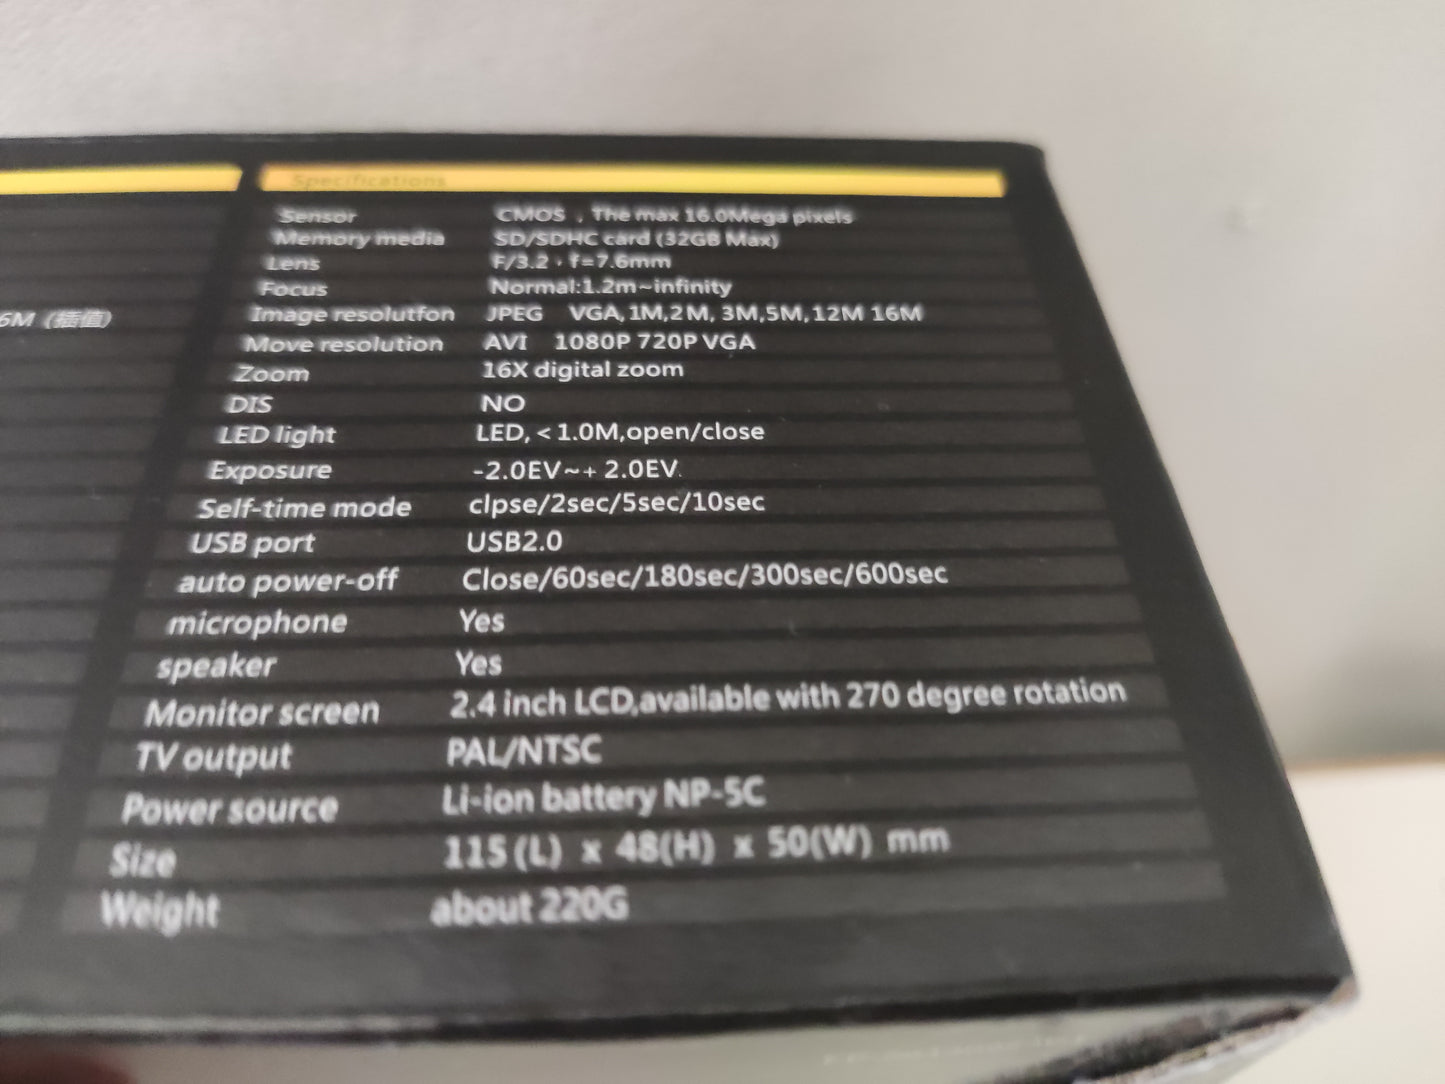 Specifications
Sensor CMOS , The max 16.0Mega pixels
Memory media SD/SDHC card (32GB Max)
Lens F/3.2 , f=7.6mm
Focus Normal:1.2m~infinity
6M (插值)
Image resolutfon JPEG VGA,1M,2M, 3M,5M,12M 16M
Move resolution AVI 1080P 720P VGA
Zoom 16X digital zoom
DIS NO
LED light LED, < 1.0M,open/close
Exposure -2.0EV~+ 2.0EV.
Self-time mode clpse/2sec/5sec/10sec
USB port USB2.0
auto power-off Close/60sec/180sec/300sec/600sec
microphone Yes
speaker Yes
Monitor screen 2.4 inch LCD,available with 270 degree rotation
TV output PAL/NTSC
Power source Li-ion battery NP-5C
Size 115(L) x 48(H) x 50(W) mm
Weight about 220G